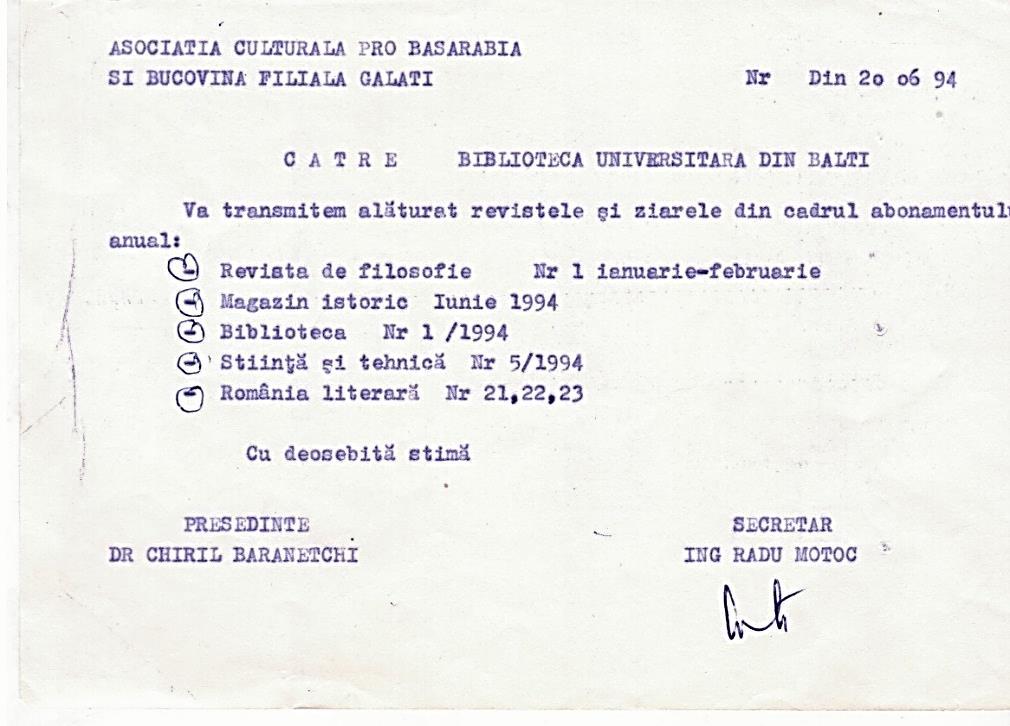 ASOCIATIA CULTURALA PRO BASARABIA
SI BUCOVINA FILIALA GALATI Nr Din 2o o6 94
C A T R E BIBLIOTECA UNIVERSITARA DIN BALTI
Va transmitem alăturat revistele şi ziarele din cadrul abonamentulu
anual:
Revista de filosofie Nr 1 ianuarie-februarie
Magazin istoric Iunie 1994
Biblioteca Nr 1 /1994
Stiinţă şi tehnică Nr 5/1994
România literară Nr 21,22,23
Cu deosebită stimă
PRESEDINTE SECRETAR
DR CHIRIL BARANETCHI ING RADU MOTOC